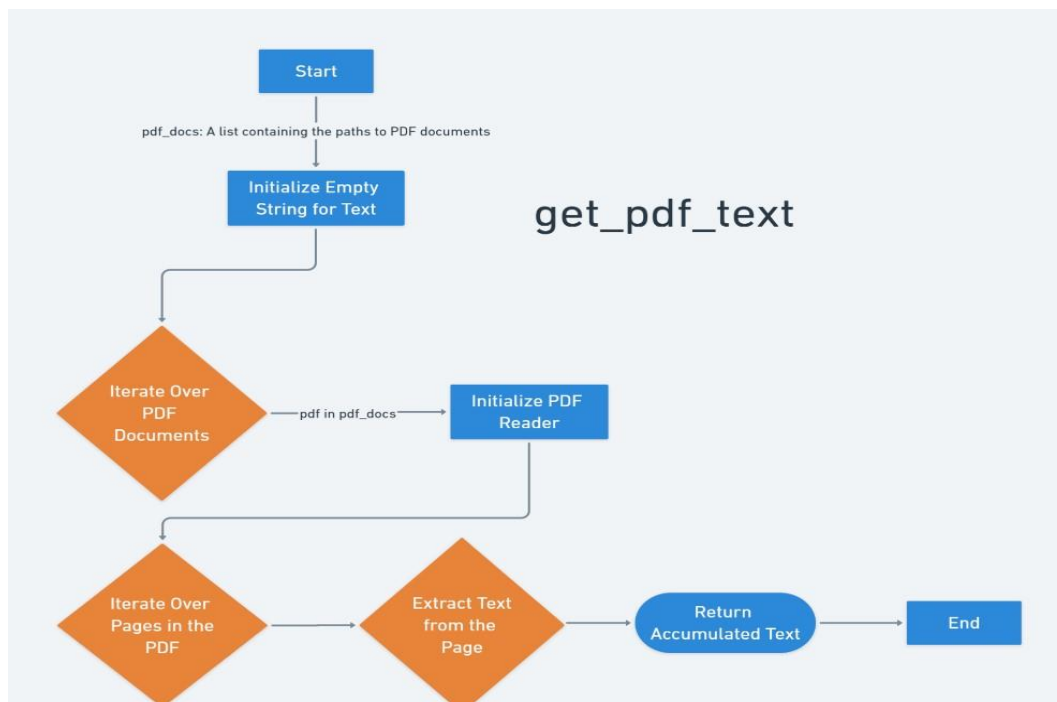 Start
pdf_docs: A list containing the paths to PDF documents
Initialize Empty
String for Text
get_pdf_text
Iterate Over
PDF
Documents
pdf in pdf_docs
Initialize PDF
Reader
Iterate Over
Pages in the
PDF
Extract Text
from the
Page
Return
Accumulated Text
End